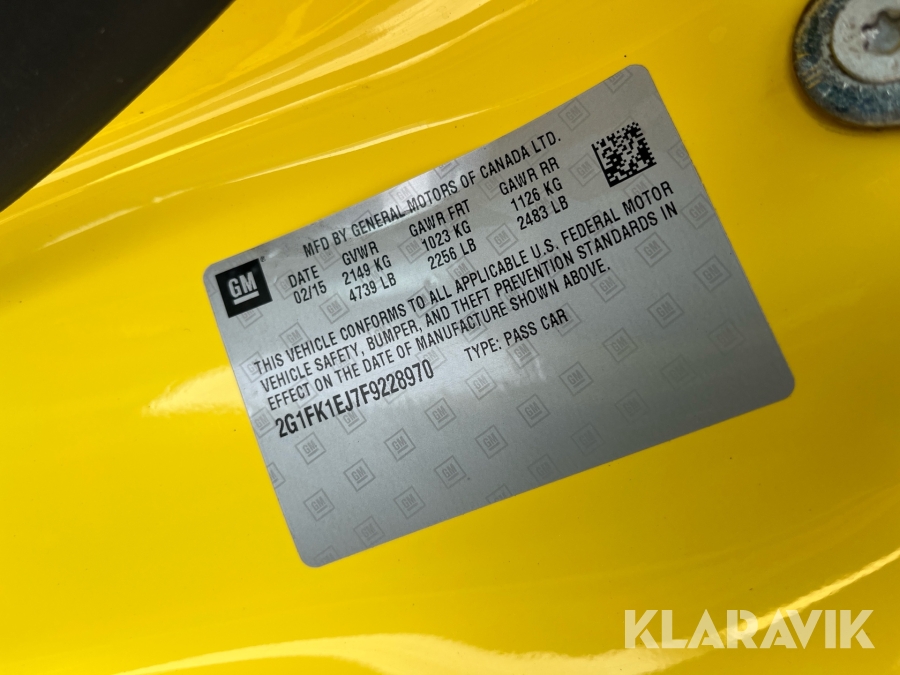 GM
MFD BY GENERAL MOTORS OF CANADA LTD.
DATE GVWR GAWR FRT GAWR RR
02/15 2149 KG 1023 KG 1126 KG
4739 LB 2256 LB 2483 LB
THIS VEHICLE CONFORMS TO ALL APPLICABLE U.S. FEDERAL MOTOR
VEHICLE SAFETY, BUMPER, AND THEFT PREVENTION STANDARDS IN
EFFECT ON THE DATE OF MANUFACTURE SHOWN ABOVE.
2G1FK1EJ7F9228970 TYPE: PASS CAR
KLARAVIK